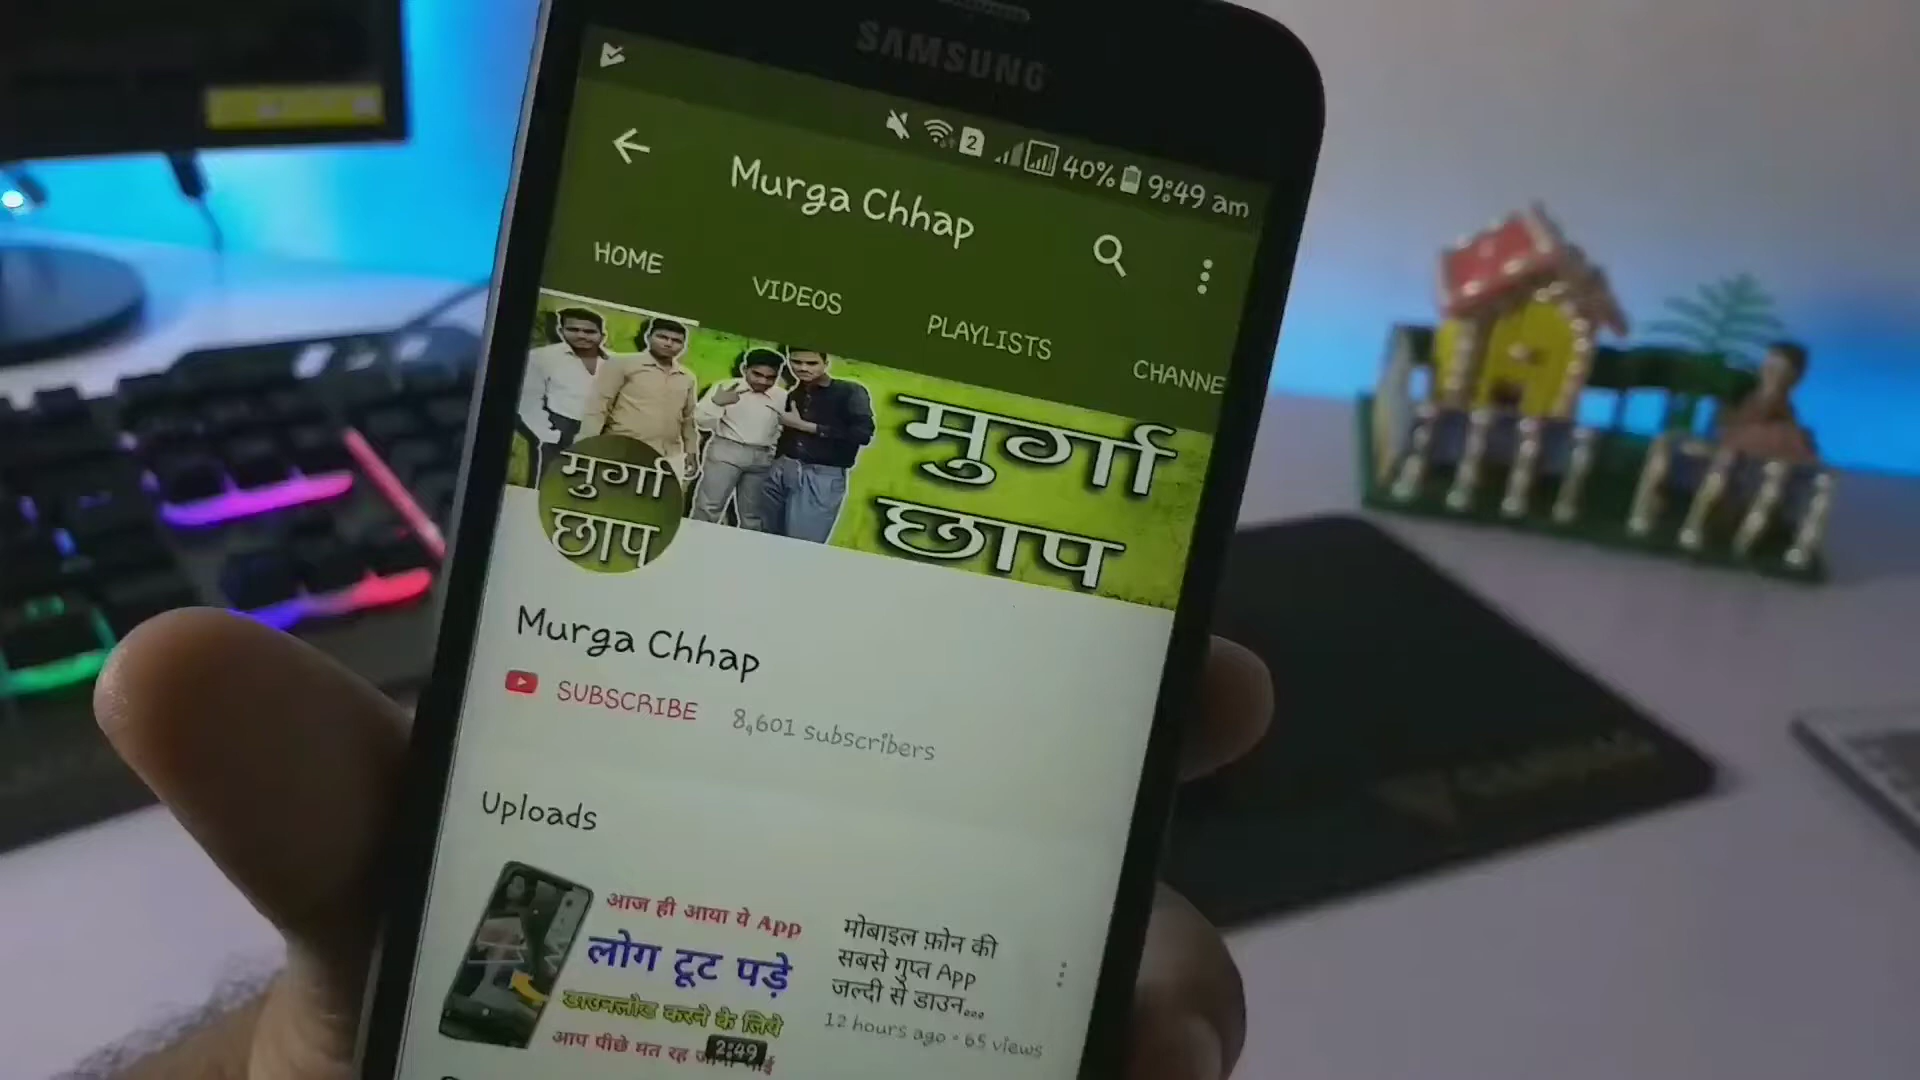 SAMSUNG
2 40% 9:49 am
Murga Chhap
HOME VIDEOS PLAYLISTS CHANNE
मुर्गा
छाप
मुर्गा
छाप
Murga Chhap
SUBSCRIBE 8,601 subscribers
Uploads
आज ही आया ये App
लोग टूट पड़े
डाउनलोड करने के लिये
आप पीछे मत रह
2:49
मोबाइल फ़ोन की
सबसे गुप्त App
जल्दी से डाउन...
12 hours ago • 65 views